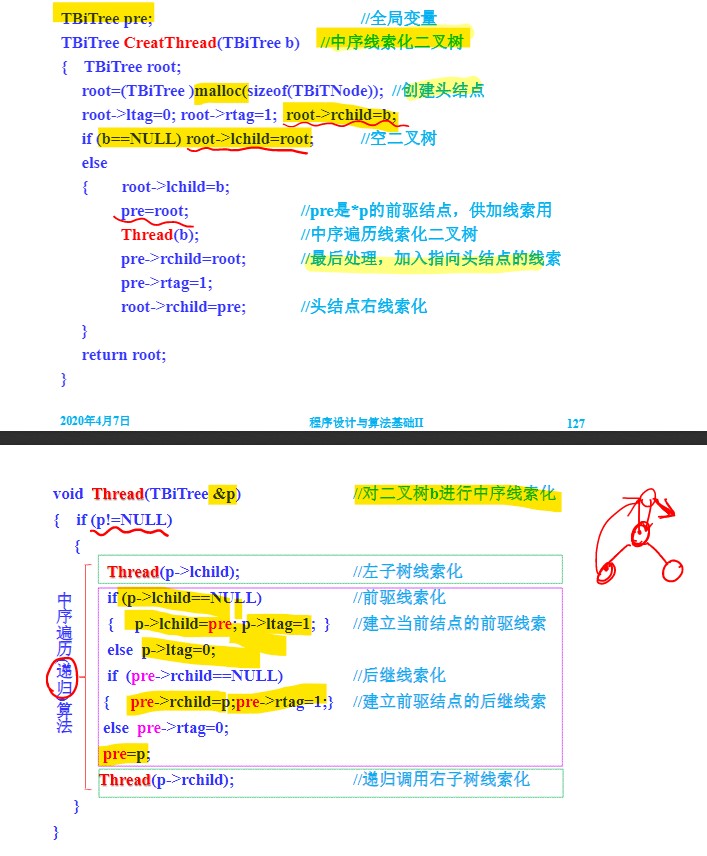 TBiTree pre; //全局变量
TBiTree CreatThread(TBiTree b) //中序线索化二叉树
{ TBiTree root;
root=(TBiTree )malloc(sizeof(TBiTNode)); //创建头结点
root->ltag=0; root->rtag=1; root->rchild=b;
if (b==NULL) root->lchild=root; //空二叉树
else
{ root->lchild=b;
pre=root; //pre是*p的前驱结点，供加线索用
Thread(b); //中序遍历线索化二叉树
pre->rchild=root; //最后处理，加入指向头结点的线索
pre->rtag=1;
root->rchild=pre; //头结点右线索化
}
return root;
}
2020年4月7日 程序设计与算法基础II 127
void Thread(TBiTree &p) //对二叉树b进行中序线索化
{ if (p!=NULL)
{
Thread(p->lchild); //左子树线索化
if (p->lchild==NULL) //前驱线索化
{ p->lchild=pre; p->ltag=1; } //建立当前结点的前驱线索
else p->ltag=0;
if (pre->rchild==NULL) //后继线索化
{ pre->rchild=p;pre->rtag=1;} //建立前驱结点的后继线索
else pre->rtag=0;
pre=p;
Thread(p->rchild); //递归调用右子树线索化
}
}
中序遍历递归算法